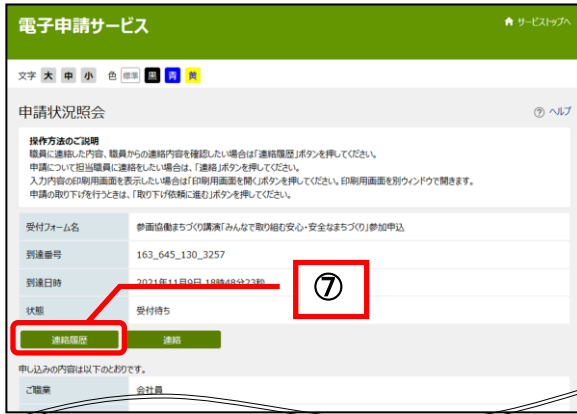 電子申請サービス
サービストップへ
文字 大 中 小 色 標準 黒 青 黄
申請状況照会
ヘルプ
操作方法のご説明
職員に連絡した内容、職員からの連絡内容を確認したい場合は「連絡履歴」ボタンを押してください。
申請について担当職員に連絡をしたい場合は、「連絡」ボタンを押してください。
入力内容の印刷用画面を表示したい場合は「印刷用画面を開く」ボタンを押してください。印刷用画面を別ウィンドウで開きます。
申請の取り下げを行うときは、「取り下げ依頼に進む」ボタンを押してください。
受付フォーム名 参画協働まちづくり講演「みんなで取り組む安心・安全なまちづくり」参加申込
到達番号 163_645_130_3257
到達日時 2021年11月9日 18時48分23秒
⑦
状態 受付待ち
連絡履歴 連絡
申し込みの内容は以下のとおりです。
ご職業 会社員